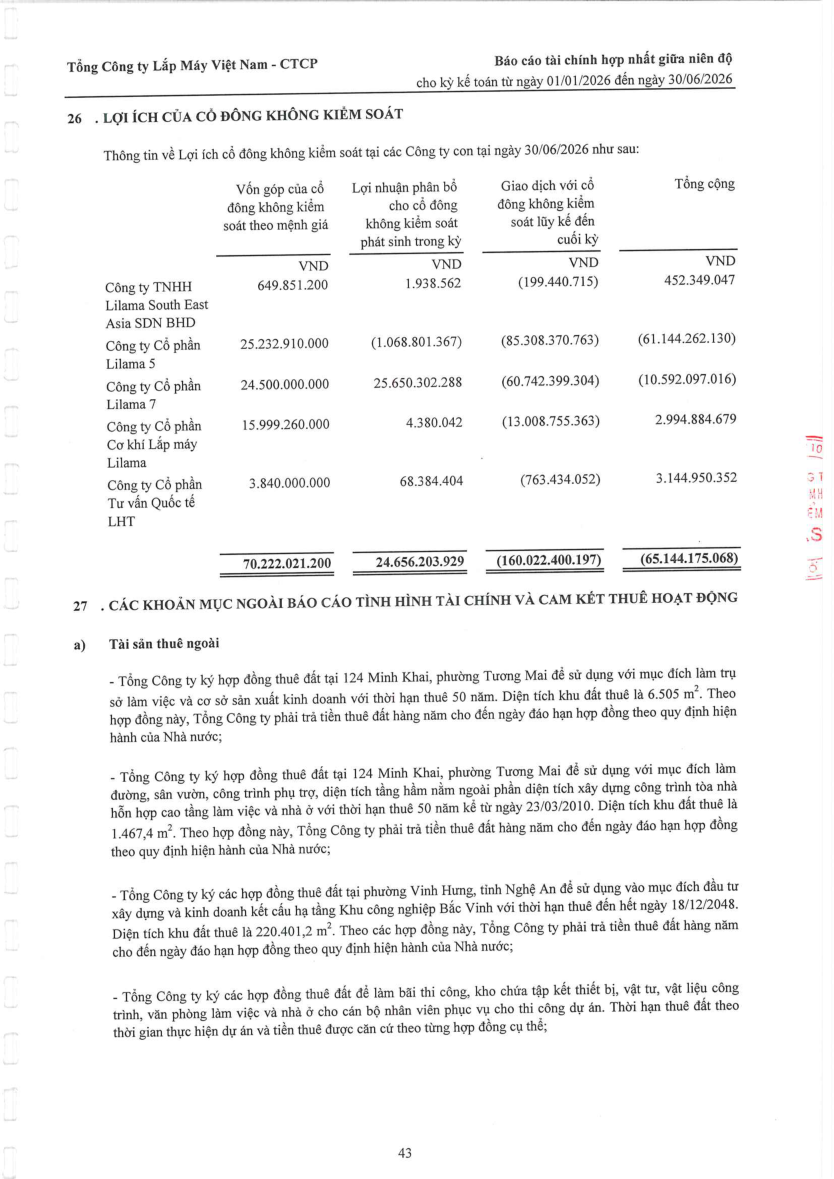 Tổng Công ty Lắp Máy Việt Nam - CTCP
Báo cáo tài chính hợp nhất giữa niên độ
cho kỳ kế toán từ ngày 01/01/2026 đến ngày 30/06/2026
26 . LỢI ÍCH CỦA CỔ ĐÔNG KHÔNG KIỂM SOÁT
Thông tin về Lợi ích cổ đông không kiểm soát tại các Công ty con tại ngày 30/06/2026 như sau:
Vốn góp của cổ đông không kiểm soát theo mệnh giá
Lợi nhuận phân bổ cho cổ đông không kiểm soát phát sinh trong kỳ
Giao dịch với cổ đông không kiểm soát lũy kế đến cuối kỳ
Tổng cộng
VND VND VND VND
Công ty TNHH 649.851.200 1.938.562 (199.440.715) 452.349.047
Lilama South East
Asia SDN BHD
Công ty Cổ phần 25.232.910.000 (1.068.801.367) (85.308.370.763) (61.144.262.130)
Lilama 5
Công ty Cổ phần 24.500.000.000 25.650.302.288 (60.742.399.304) (10.592.097.016)
Lilama 7
Công ty Cổ phần 15.999.260.000 4.380.042 (13.008.755.363) 2.994.884.679
Cơ khí Lắp máy
Lilama
Công ty Cổ phần 3.840.000.000 68.384.404 (763.434.052) 3.144.950.352
Tư vấn Quốc tế
LHT
70.222.021.200 24.656.203.929 (160.022.400.197) (65.144.175.068)
27 . CÁC KHOẢN MỤC NGOÀI BÁO CÁO TÌNH HÌNH TÀI CHÍNH VÀ CAM KẾT THUÊ HOẠT ĐỘNG
a) Tài sản thuê ngoài
- Tổng Công ty ký hợp đồng thuê đất tại 124 Minh Khai, phường Tương Mai để sử dụng với mục đích làm trụ
sở làm việc và cơ sở sản xuất kinh doanh với thời hạn thuê 50 năm. Diện tích khu đất thuê là 6.505 m². Theo
hợp đồng này, Tổng Công ty phải trả tiền thuê đất hàng năm cho đến ngày đáo hạn hợp đồng theo quy định hiện
hành của Nhà nước;
- Tổng Công ty ký hợp đồng thuê đất tại 124 Minh Khai, phường Tương Mai để sử dụng với mục đích làm
đường, sân vườn, công trình phụ trợ, diện tích tầng hầm nằm ngoài phần diện tích xây dựng công trình tòa nhà
hỗn hợp cao tầng làm việc và nhà ở với thời hạn thuê 50 năm kể từ ngày 23/03/2010. Diện tích khu đất thuê là
1.467,4 m². Theo hợp đồng này, Tổng Công ty phải trả tiền thuê đất hàng năm cho đến ngày đáo hạn hợp đồng
theo quy định hiện hành của Nhà nước;
- Tổng Công ty ký các hợp đồng thuê đất tại phường Vinh Hưng, tỉnh Nghệ An để sử dụng vào mục đích đầu tư
xây dựng và kinh doanh kết cấu hạ tầng Khu công nghiệp Bắc Vinh với thời hạn thuê đến hết ngày 18/12/2048.
Diện tích khu đất thuê là 220.401,2 m². Theo các hợp đồng này, Tổng Công ty phải trả tiền thuê đất hàng năm
cho đến ngày đáo hạn hợp đồng theo quy định hiện hành của Nhà nước;
- Tổng Công ty ký các hợp đồng thuê đất để làm bãi thi công, kho chứa tập kết thiết bị, vật tư, vật liệu công
trình, văn phòng làm việc và nhà ở cho cán bộ nhân viên phục vụ cho thi công dự án. Thời hạn thuê đất theo
thời gian thực hiện dự án và tiền thuê được căn cứ theo từng hợp đồng cụ thể;
43